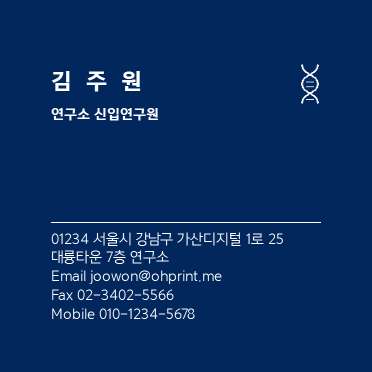 김 주 원
연구소 신입연구원
01234 서울시 강남구 가산디지털 1로 25
대륭타운 7층 연구소
Email joowon@ohprint.me
Fax 02-3402-5566
Mobile 010-1234-5678